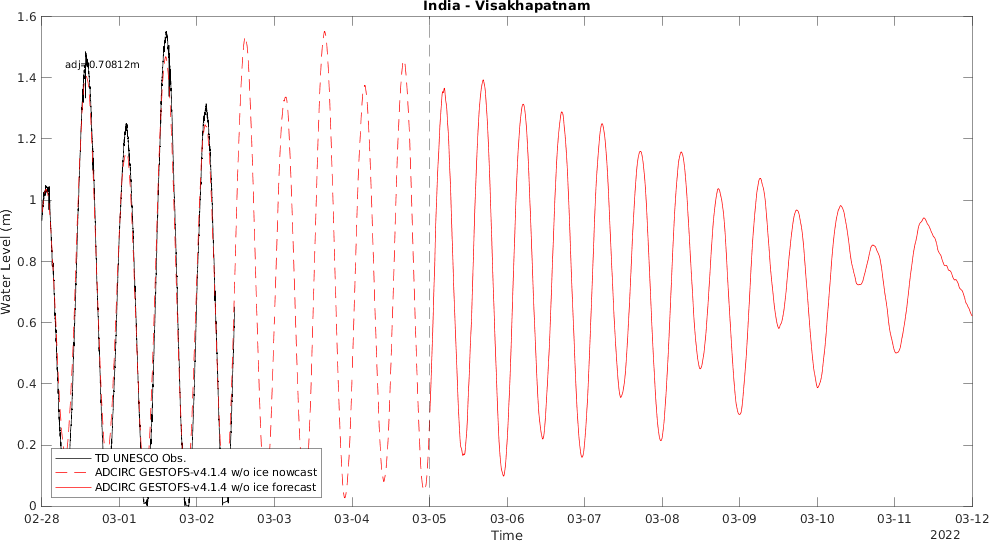 India - Visakhapatnam
1.6
1.4
1.2
1
0.8
0.6
0.4
0.2
0
Water Level (m)
adj=0.70812m
TD UNESCO Obs.
ADCIRC GESTOFS-v4.1.4 w/o ice nowcast
ADCIRC GESTOFS-v4.1.4 w/o ice forecast
02-28 03-01 03-02 03-03 03-04 03-05 03-06 03-07 03-08 03-09 03-10 03-11 03-12
Time
2022